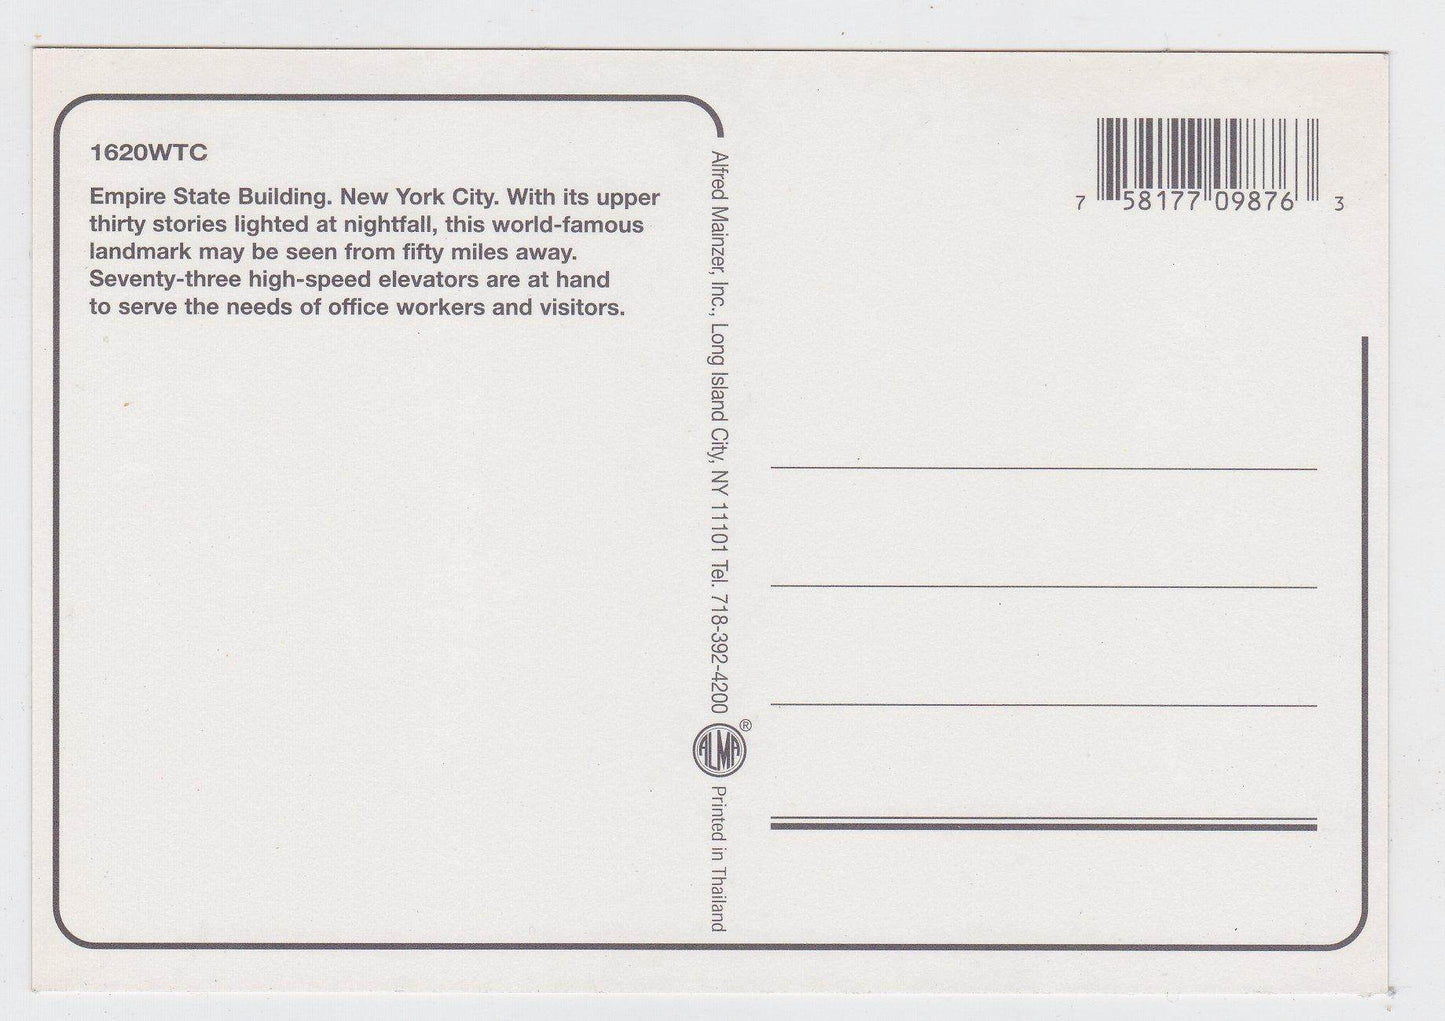 1620WTC
Empire State Building. New York City. With its upper
thirty stories lighted at nightfall, this world-famous
landmark may be seen from fifty miles away.
Seventy-three high-speed elevators are at hand
to serve the needs of office workers and visitors.
Alfred Mainzer, Inc., Long Island City, NY 11101 Tel. 718-392-4200
ALMA®
Printed in Thailand
7 58177 09876 3